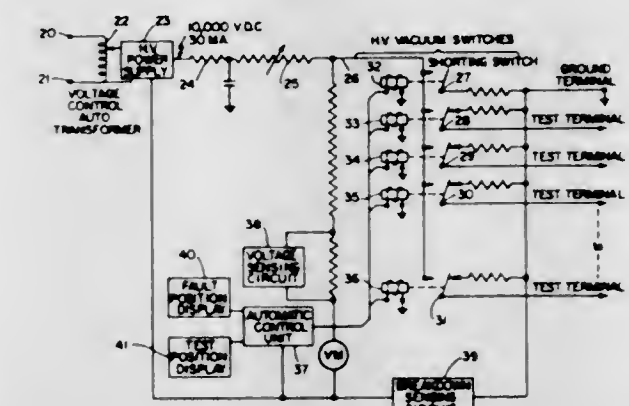 20
22
23
10,000 V.D.C
30 MA
H.V. VACUUM SWITCHES
H.V.
POWER
SUPPLY
21
24
25
26
32
27
SHORTING SWITCH
GROUND
TERMINAL
VOLTAGE
CONTROL
AUTO
TRANSFORMER
33
28
TEST TERMINAL
34
29
TEST TERMINAL
35
30
TEST TERMINAL
38
VOLTAGE
SENSING
CIRCUIT
36
40
FAULT
POSITION
DISPLAY
31
TEST TERMINAL
AUTOMATIC
CONTROL
UNIT
41
TEST
POSITION
DISPLAY
37
VM
39
BREAKDOWN
SENSING